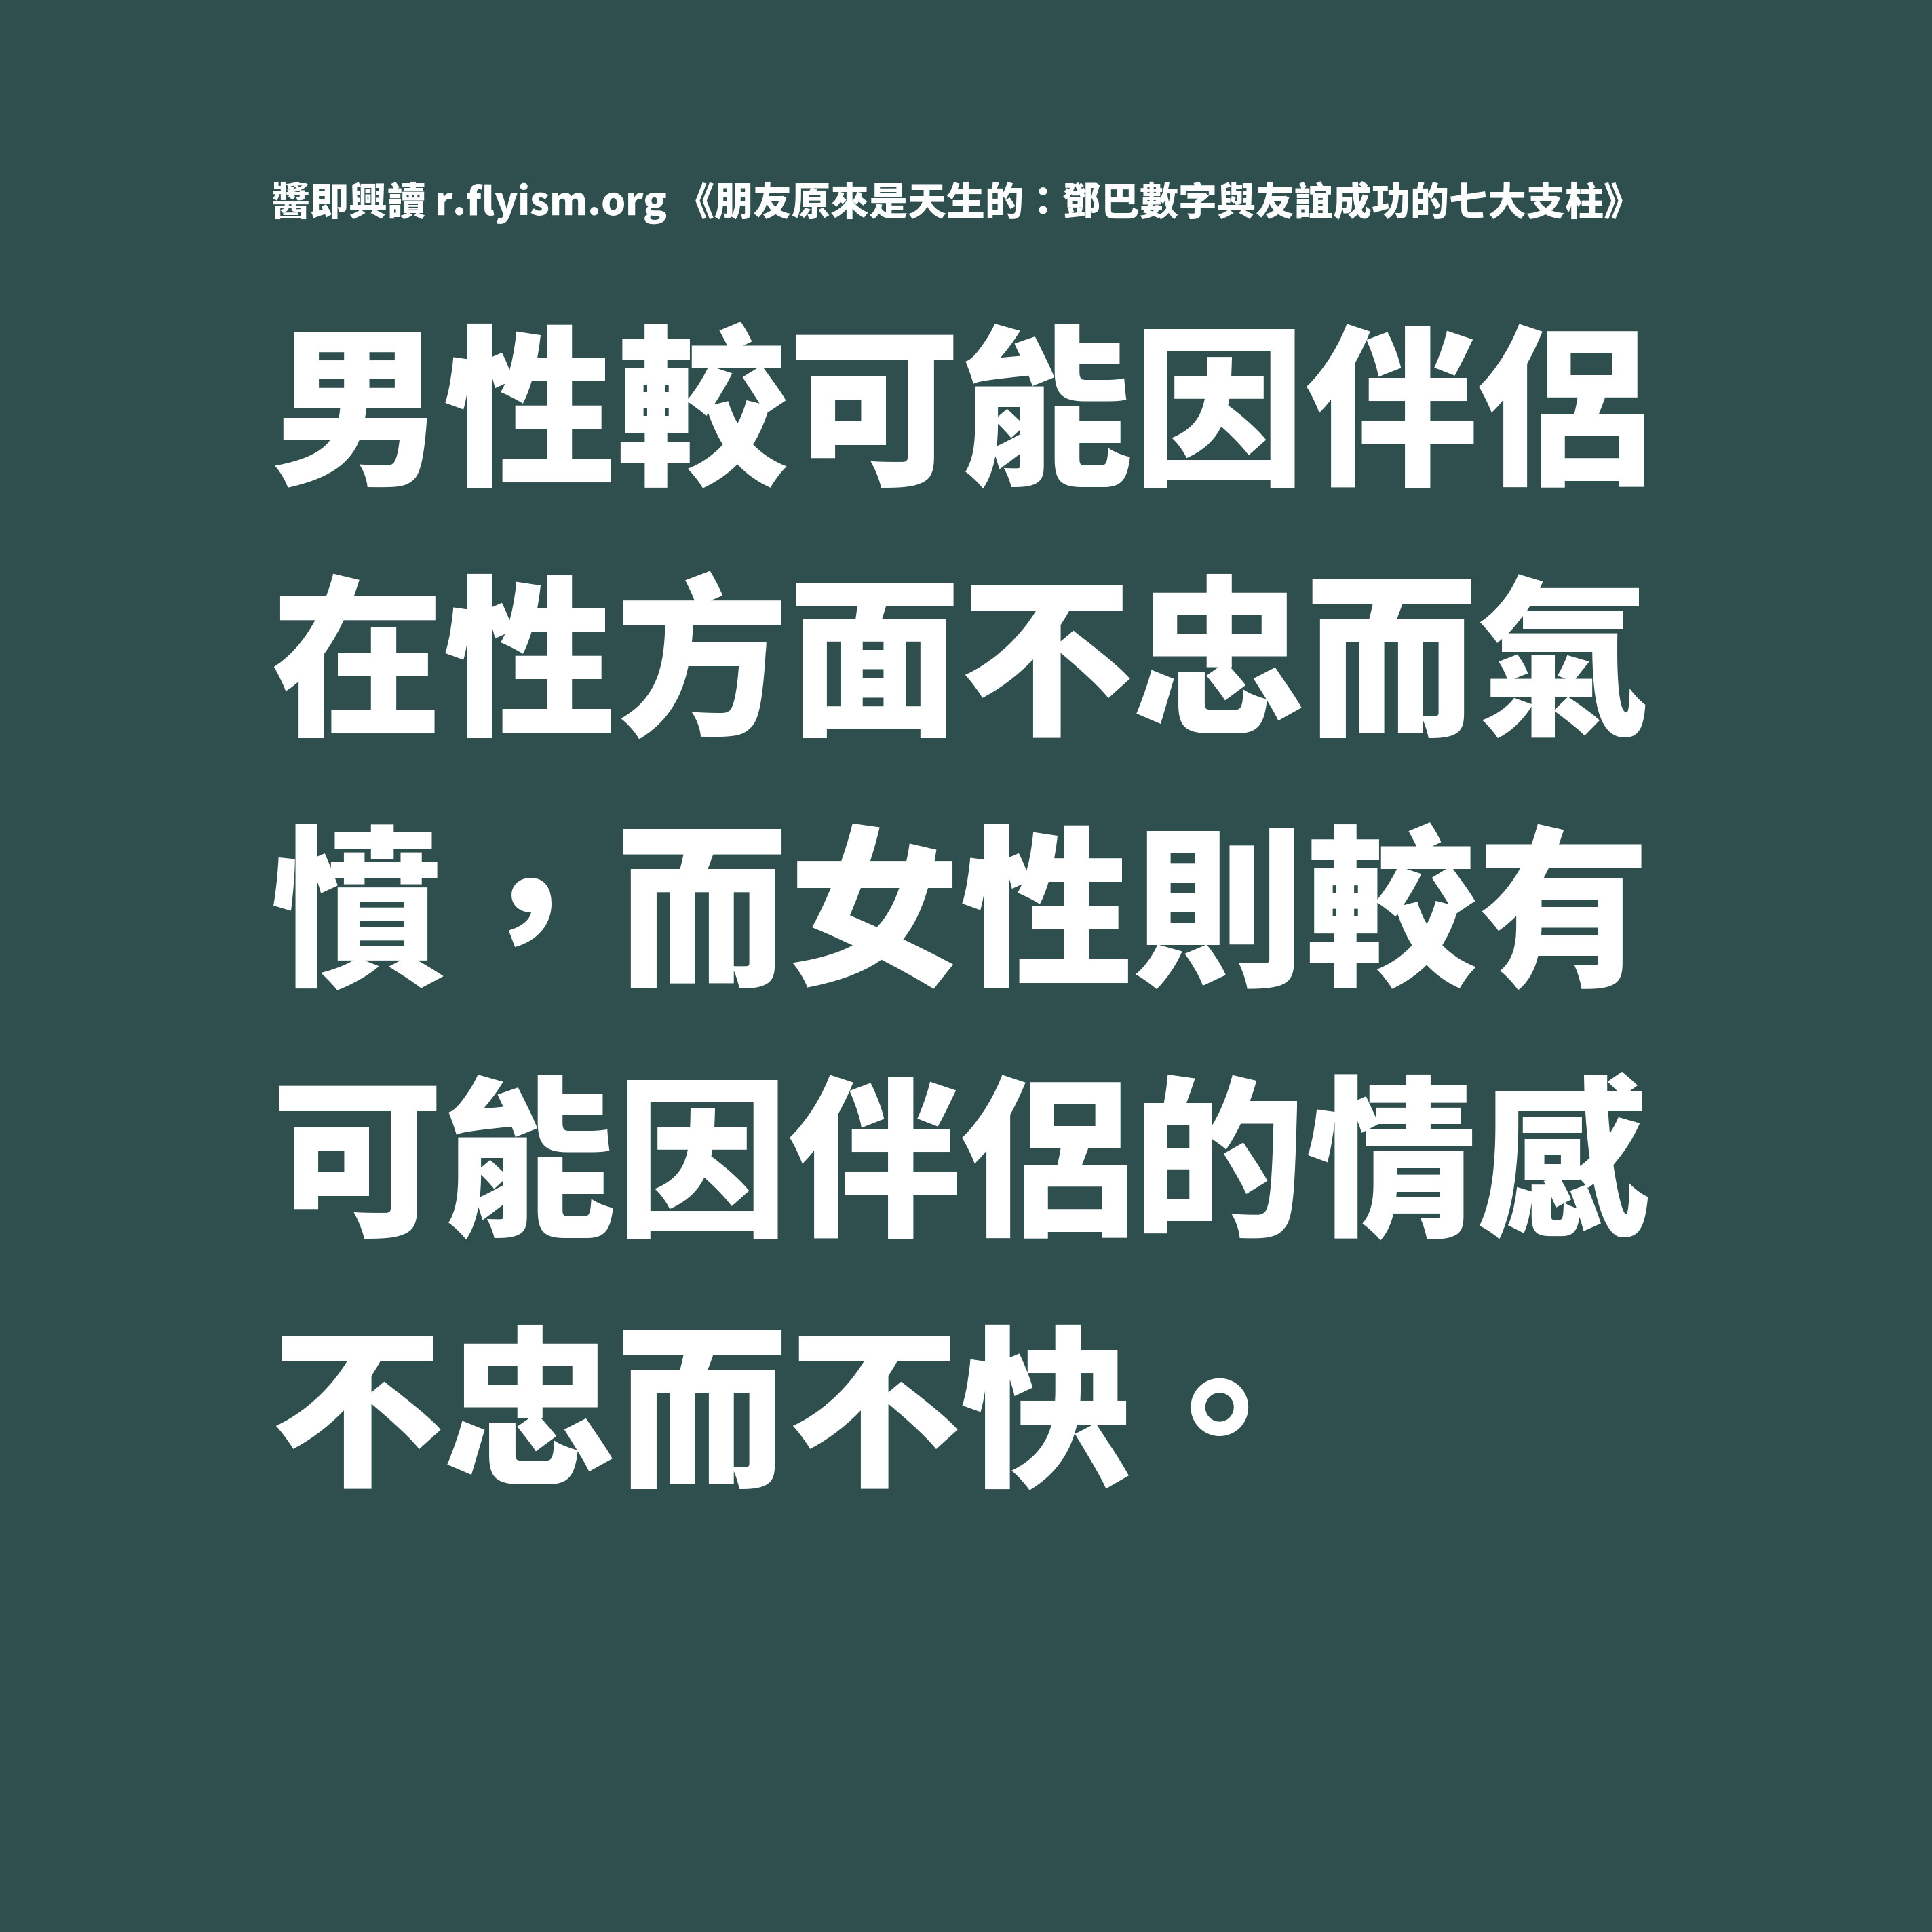 翳卽眼讀 r.flyism.org《朋友原來是天生的：鄧巴數字與友誼成功的七大支柱》
男性較可能因伴侶
在性方面不忠而氣
憤，而女性則較有
可能因伴侶的情感
不忠而不快。